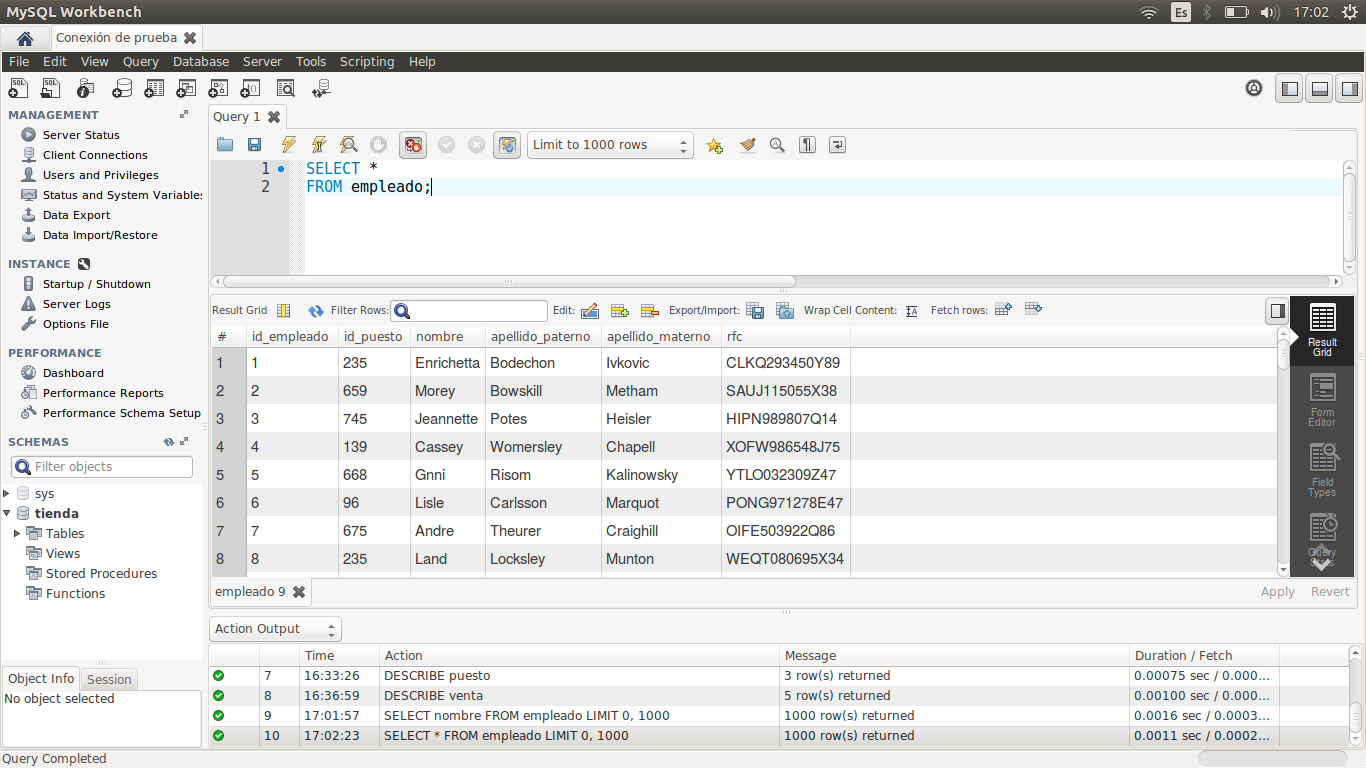 MySQL Workbench
Es
17:02
Conexión de prueba
File Edit View Query Database Server Tools Scripting Help
MANAGEMENT
Server Status
Client Connections
Users and Privileges
Status and System Variables
Data Export
Data Import/Restore
INSTANCE
Startup / Shutdown
Server Logs
Options File
PERFORMANCE
Dashboard
Performance Reports
Performance Schema Setup
SCHEMAS
Filter objects
sys
tienda
Tables
Views
Stored Procedures
Functions
Object Info Session
No object selected
Query 1
Limit to 1000 rows
1 SELECT *
2 FROM empleado;
Result Grid Filter Rows: Edit: Export/Import: Wrap Cell Content: Fetch rows:
# id_empleado id_puesto nombre apellido_paterno apellido_materno rfc
1 1 235 Enrichetta Bodechon Ivkovic CLKQ293450Y89
2 2 659 Morey Bowskill Metham SAUJ115055X38
3 3 745 Jeannette Potes Heisler HIPN989807Q14
4 4 139 Cassey Womersley Chapell XOFW986548J75
5 5 668 Gnni Risom Kalinowsky YTLO032309Z47
6 6 96 Lisle Carlsson Marquot PONG971278E47
7 7 675 Andre Theurer Craighill OIFE503922Q86
8 8 235 Land Locksley Munton WEQT080695X34
Result
Grid
Form
Editor
Field
Types
Query
Stats
empleado 9
Apply Revert
Action Output
Time Action Message Duration / Fetch
7 16:33:26 DESCRIBE puesto 3 row(s) returned 0.00075 sec / 0.000...
8 16:36:59 DESCRIBE venta 5 row(s) returned 0.00100 sec / 0.000...
9 17:01:57 SELECT nombre FROM empleado LIMIT 0, 1000 1000 row(s) returned 0.0016 sec / 0.0003...
10 17:02:23 SELECT * FROM empleado LIMIT 0, 1000 1000 row(s) returned 0.0011 sec / 0.0002...
Query Completed